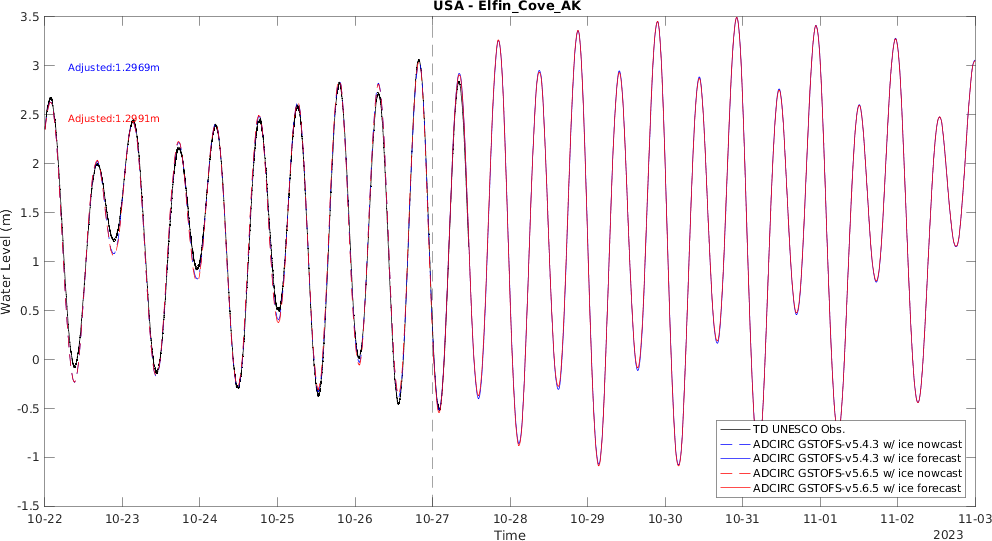 USA - Elfin_Cove_AK
3.5
3
2.5
2
1.5
1
0.5
0
-0.5
-1
-1.5
Water Level (m)
Adjusted:1.2969m
Adjusted:1.2991m
TD UNESCO Obs.
ADCIRC GSTOFS-v5.4.3 w/ ice nowcast
ADCIRC GSTOFS-v5.4.3 w/ ice forecast
ADCIRC GSTOFS-v5.6.5 w/ ice nowcast
ADCIRC GSTOFS-v5.6.5 w/ ice forecast
10-22 10-23 10-24 10-25 10-26 10-27 10-28 10-29 10-30 10-31 11-01 11-02 11-03
Time
2023